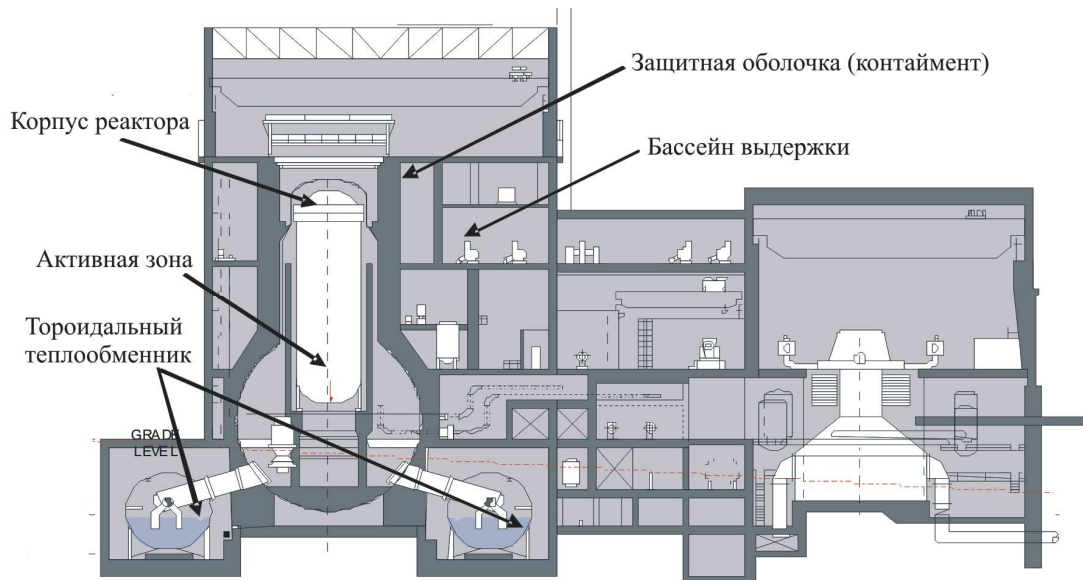 Защитная оболочка (контаймент)
Корпус реактора
Бассейн выдержки
Активная зона
Тороидальный
теплообменник
GRADE
LEVEL